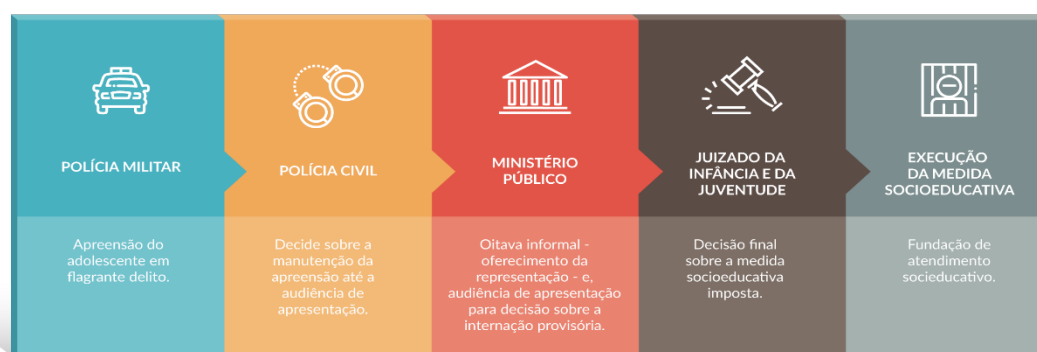 POLÍCIA MILITAR
Apreensão do
adolescente em
flagrante delito.
POLÍCIA CIVIL
Decide sobre a
manutenção da
apreensão até a
audiência de
apresentação.
MINISTÉRIO
PÚBLICO
Oitava informal -
oferecimento da
representação - e,
audiência de apresentação
para decisão sobre a
internação provisória.
JUIZADO DA
INFÂNCIA E DA
JUVENTUDE
Decisão final
sobre a medida
socioeducativa
imposta.
EXECUÇÃO
DA MEDIDA
SOCIOEDUCATIVA
Fundação de
atendimento
socieducativo.